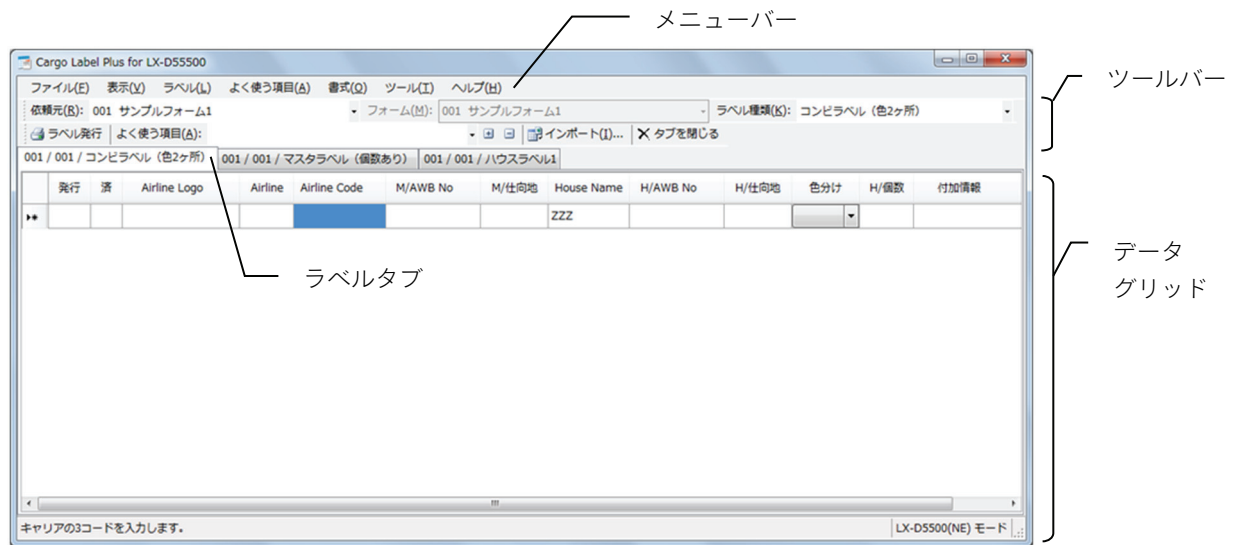 メニューバー
Cargo Label Plus for LX-D55500
ツールバー
ファイル(F) 表示(V) ラベル(L) よく使う項目(A) 書式(O) ツール(T) ヘルプ(H)
依頼元(R): 001 サンプルフォーム1 フォーム(M): 001 サンプルフォーム1 ラベル種類(K): コンビラベル（色2ヶ所）
ラベル発行 よく使う項目(A): インポート(I)... タブを閉じる
001 / 001 / コンビラベル（色2ヶ所） 001 / 001 / マスタラベル（個数あり） 001 / 001 / ハウスラベル1
発行 済 Airline Logo Airline Airline Code M/AWB No M/仕向地 House Name H/AWB No H/仕向地 色分け H/個数 付加情報
ZZZ
ラベルタブ
データ
グリッド
キャリアの3コードを入力します。 LX-D5500(NE) モード